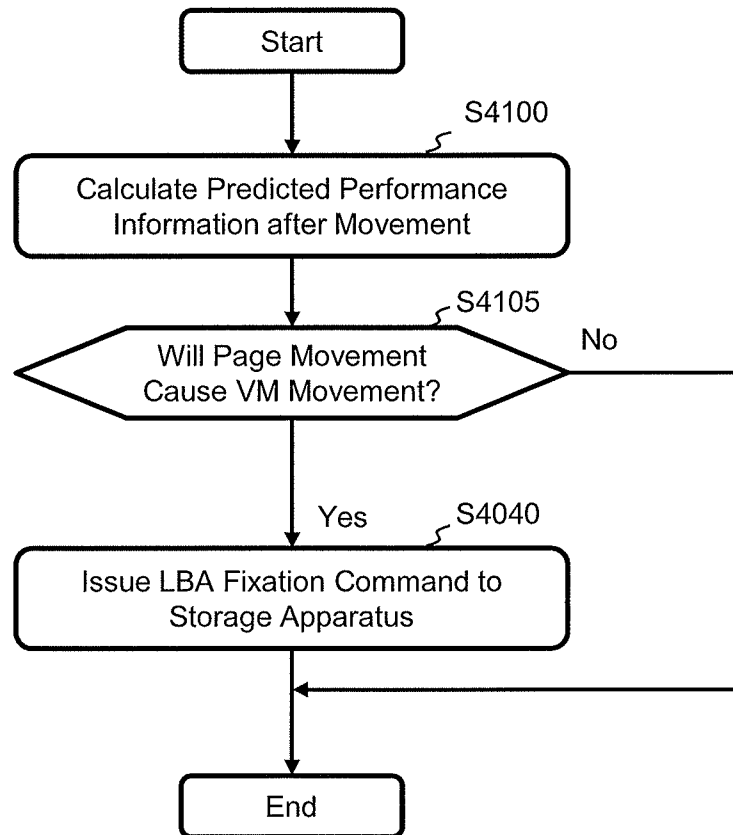 Start
S4100
Calculate Predicted Performance
Information after Movement
S4105
Will Page Movement
Cause VM Movement?
No
Yes
S4040
Issue LBA Fixation Command to
Storage Apparatus
End